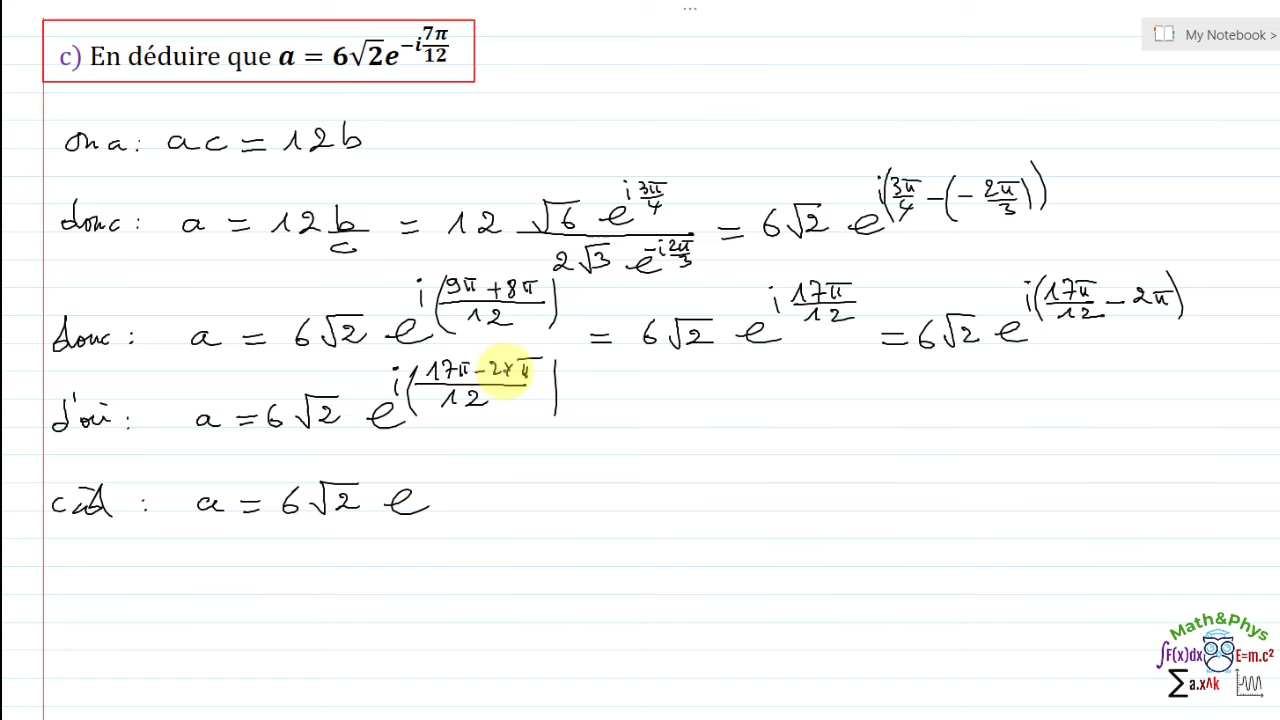 ...
My Notebook >
c) En déduire que a = 6√2e^(-i7π/12)
on a : ac = 12b
donc : a = 12 b/c = 12 √6 e^(i3π/4) / 2√3 e^(-i2π/3) = 6√2 e^(i(3π/4 - (-2π/3)))
donc : a = 6√2 e^(i((9π+8π)/12)) = 6√2 e^(i17π/12) = 6√2 e^(i(17π/12 - 2π))
d'où : a = 6√2 e^(i((17π-2×π)/12))
càd : a = 6√2 e
Math&Phys
∫F(x)dx E=m.c²
∑ a.x^k